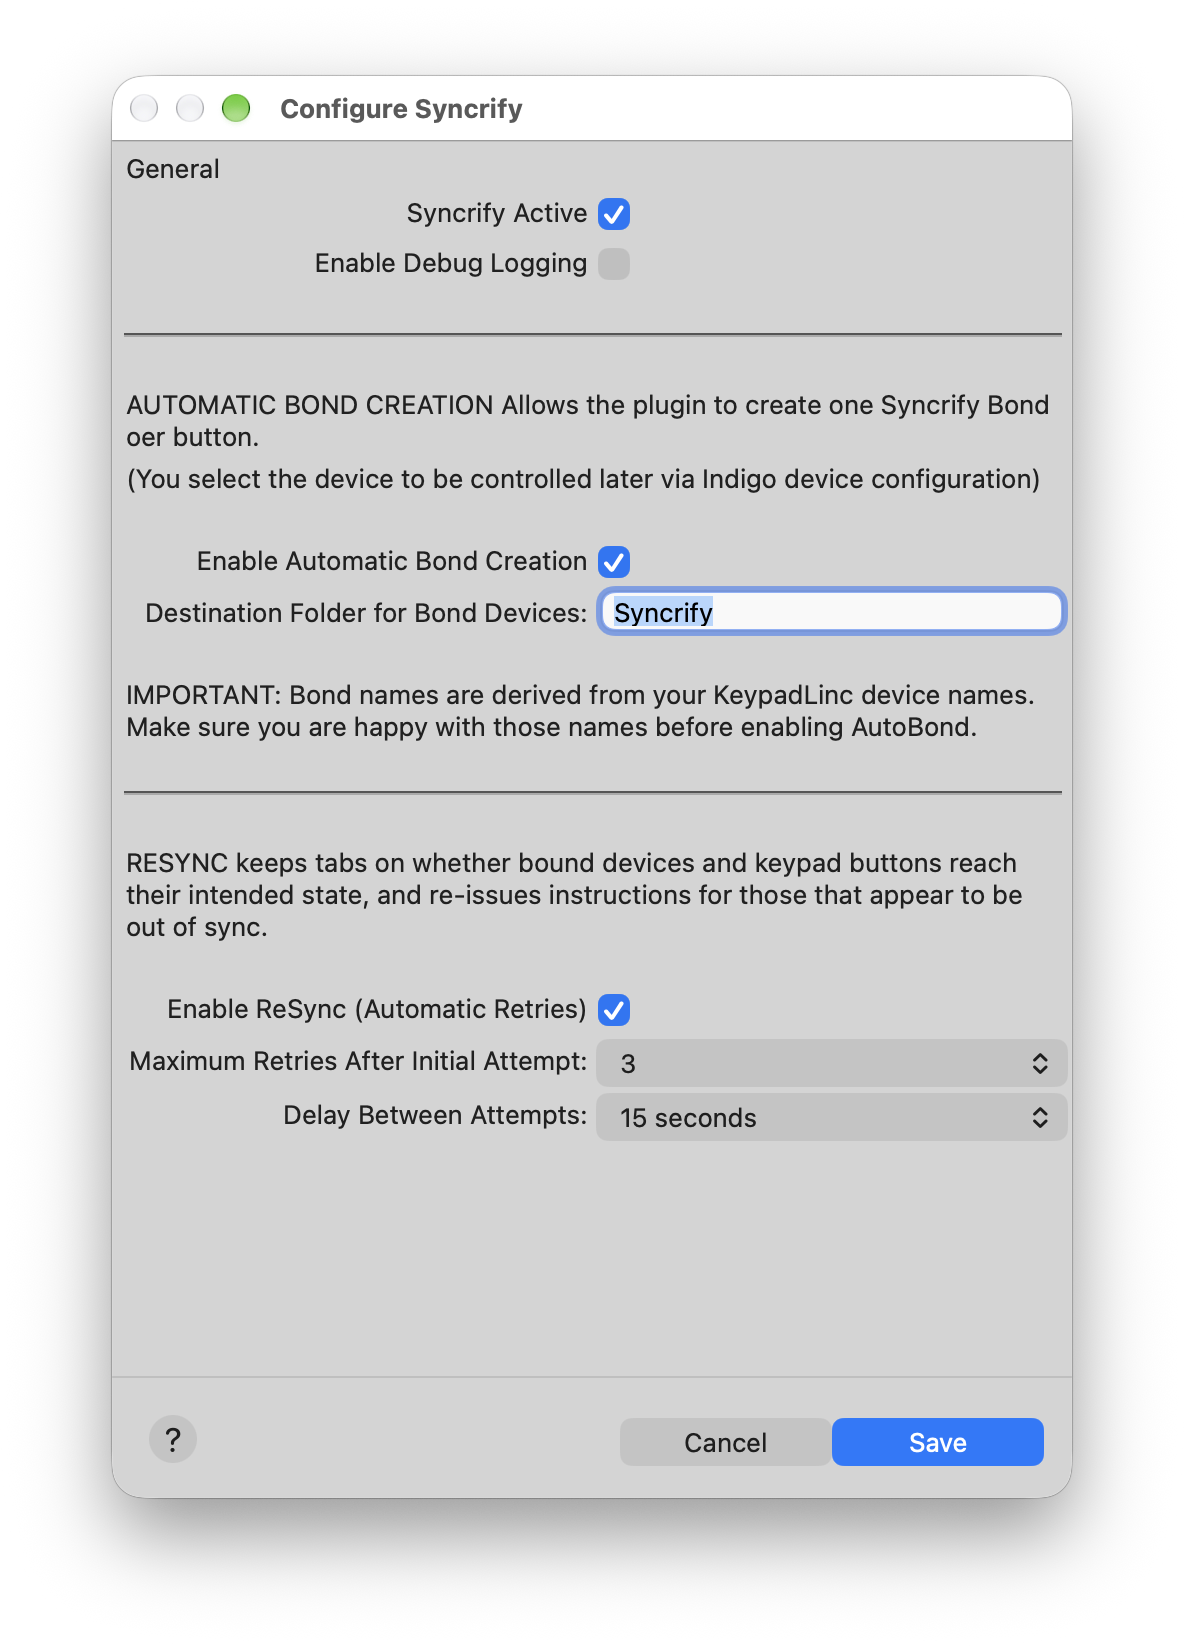 Configure Syncrify
General
Syncrify Active
Enable Debug Logging
AUTOMATIC BOND CREATION Allows the plugin to create one Syncrify Bond
oer button.
(You select the device to be controlled later via Indigo device configuration)
Enable Automatic Bond Creation
Destination Folder for Bond Devices: Syncrify
IMPORTANT: Bond names are derived from your KeypadLinc device names.
Make sure you are happy with those names before enabling AutoBond.
RESYNC keeps tabs on whether bound devices and keypad buttons reach
their intended state, and re-issues instructions for those that appear to be
out of sync.
Enable ReSync (Automatic Retries)
Maximum Retries After Initial Attempt: 3
Delay Between Attempts: 15 seconds
? Cancel Save